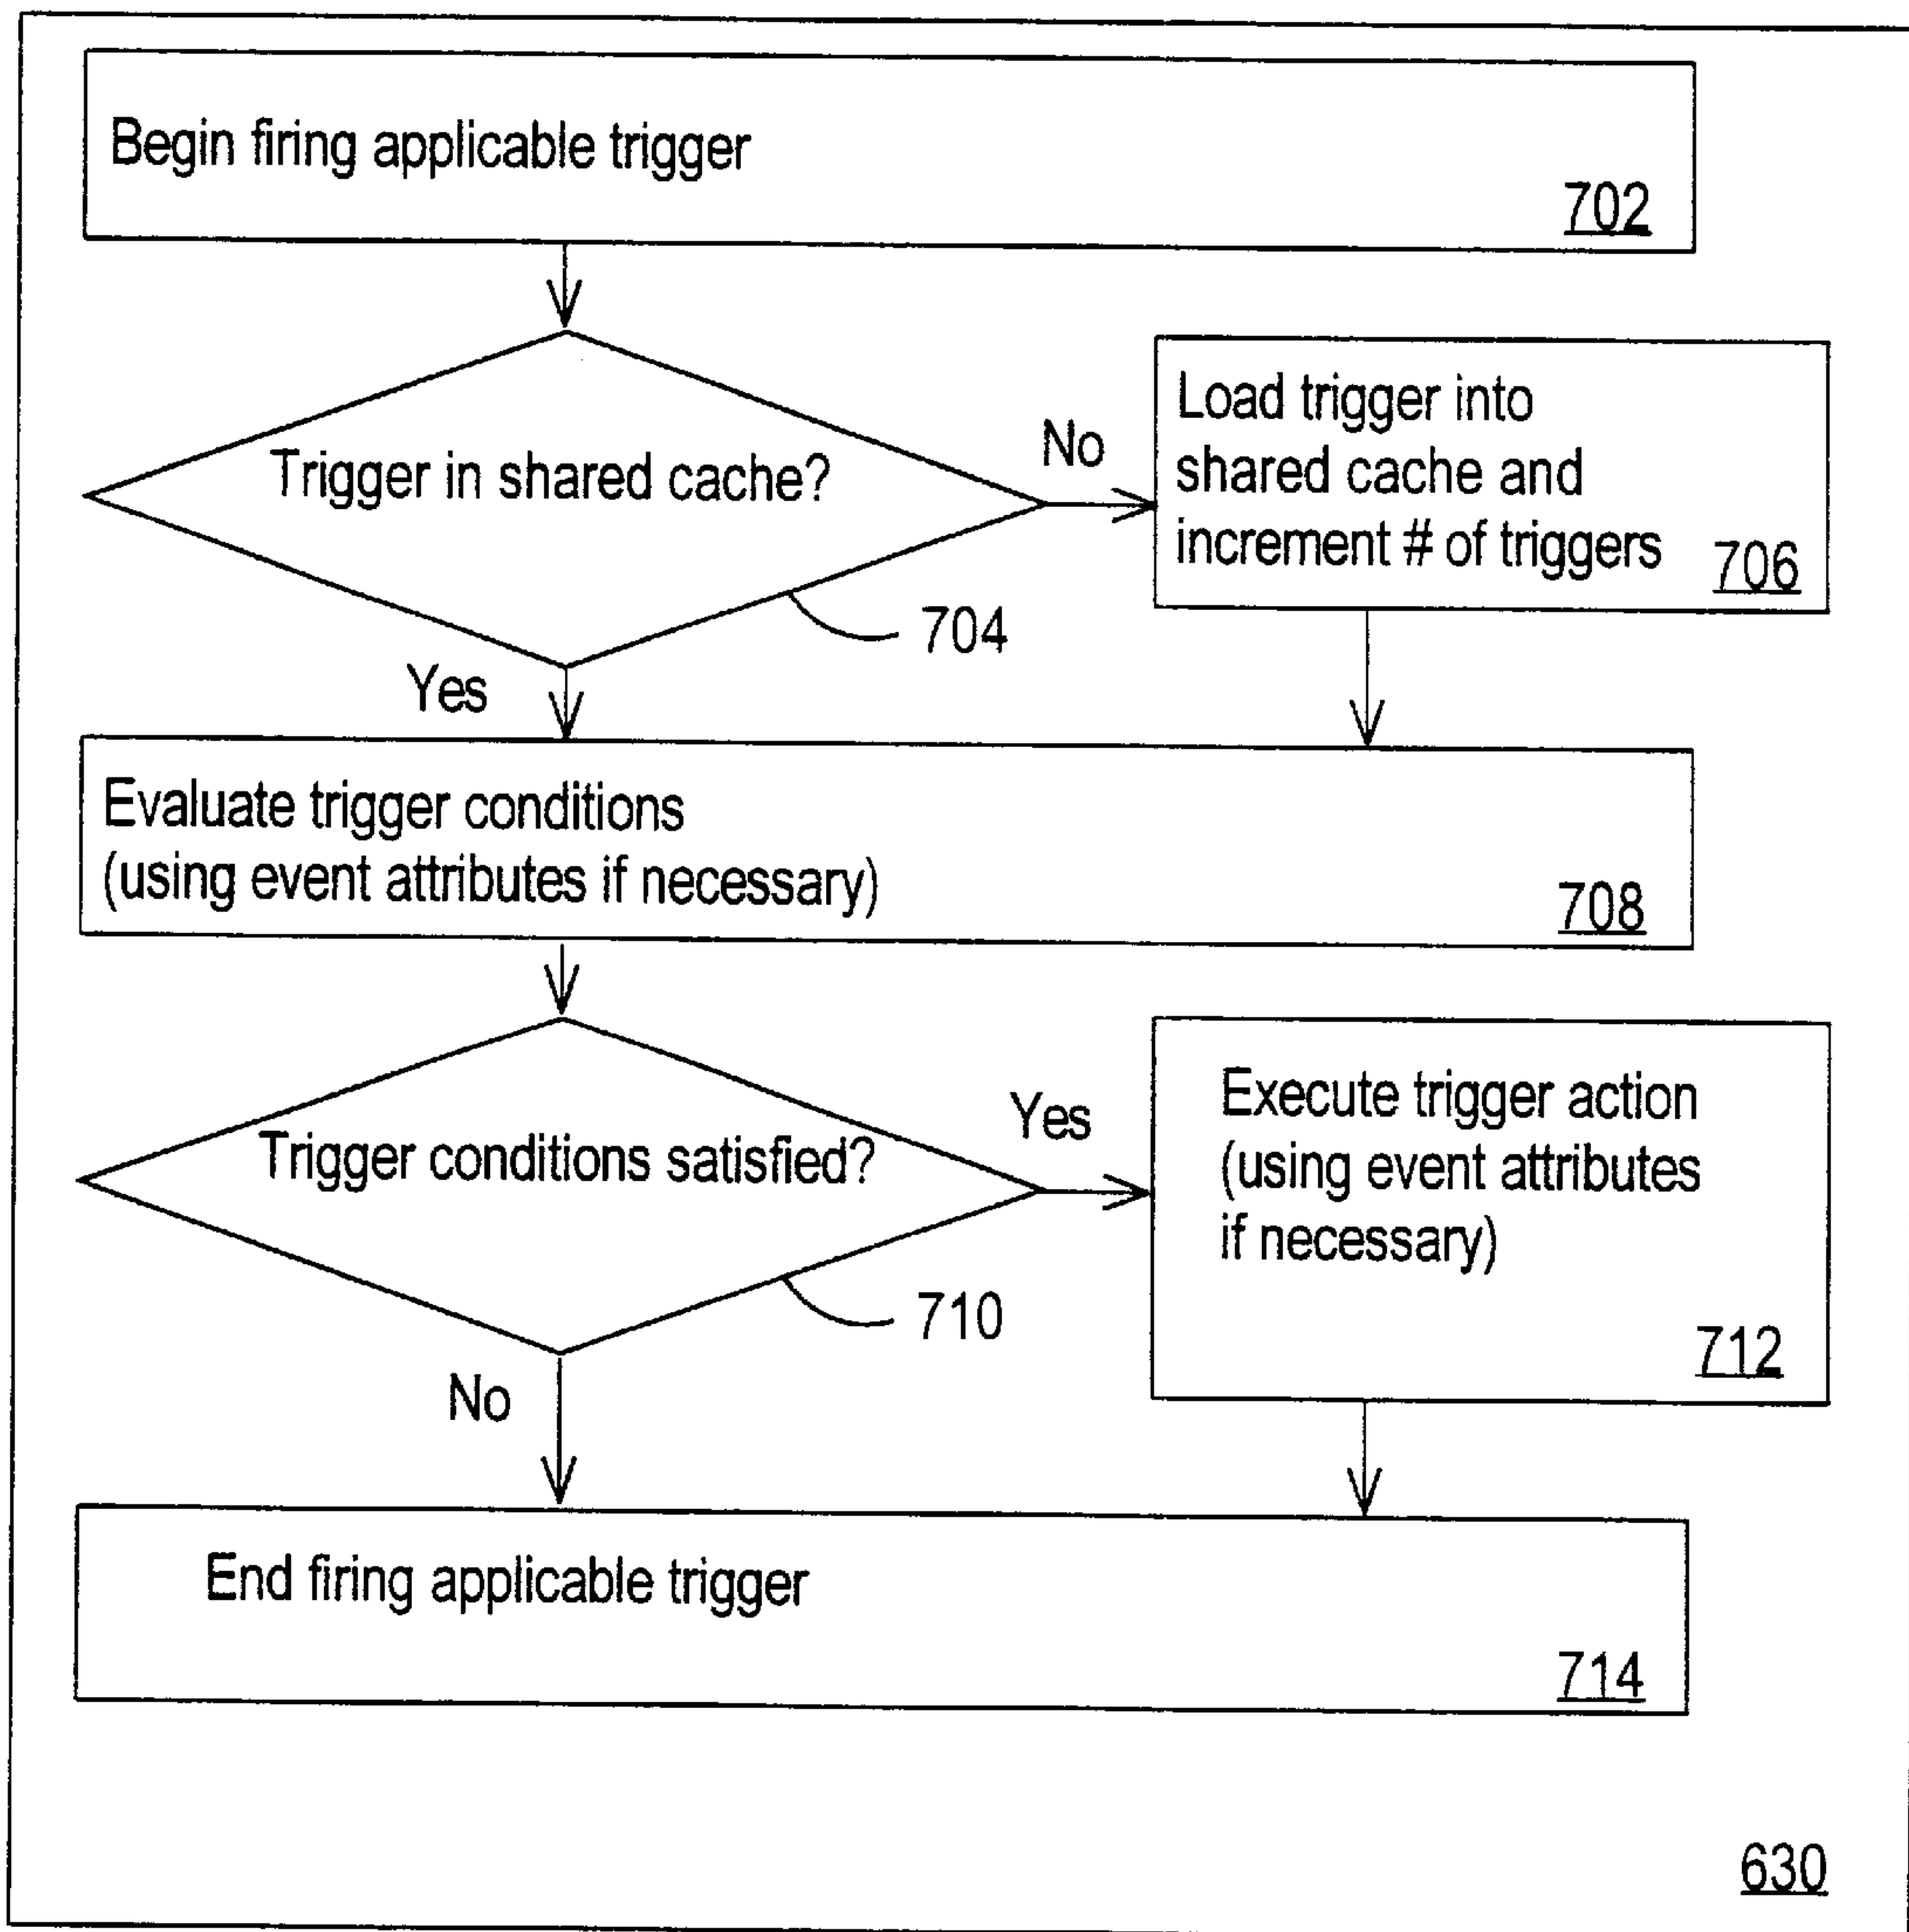 Begin firing applicable trigger
702
Trigger in shared cache?
No
Load trigger into
shared cache and
increment # of triggers
706
704
Yes
Evaluate trigger conditions
(using event attributes if necessary)
708
Trigger conditions satisfied?
Yes
Execute trigger action
(using event attributes
if necessary)
712
710
No
End firing applicable trigger
714
630